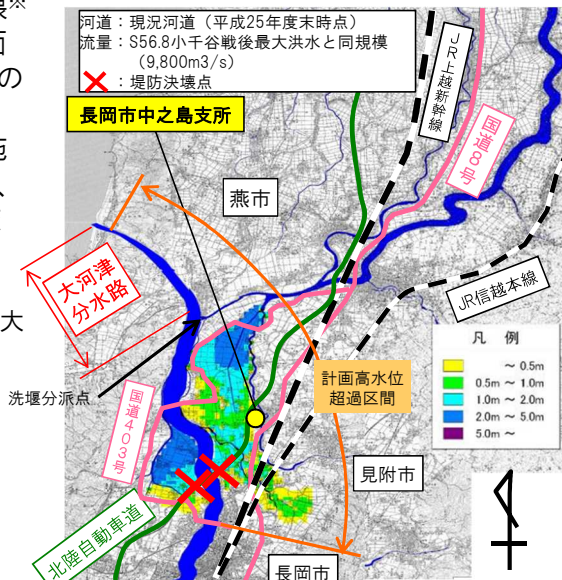 ※
面
の
河道：現況河道（平成25年度末時点）
流量：S56.8小千谷戦後最大洪水と同規模
（9,800m3/s）
：堤防決壊点
長岡市中之島支所
JR上越新幹線
国道8号
燕市
大河津
分水路
JR信越本線
大
凡 例
～ 0.5m
0.5m ～ 1.0m
1.0m ～ 2.0m
2.0m ～ 5.0m
5.0m ～
計画高水位
超過区間
洗堰分派点
国道403号
見附市
北陸自動車道
長岡市